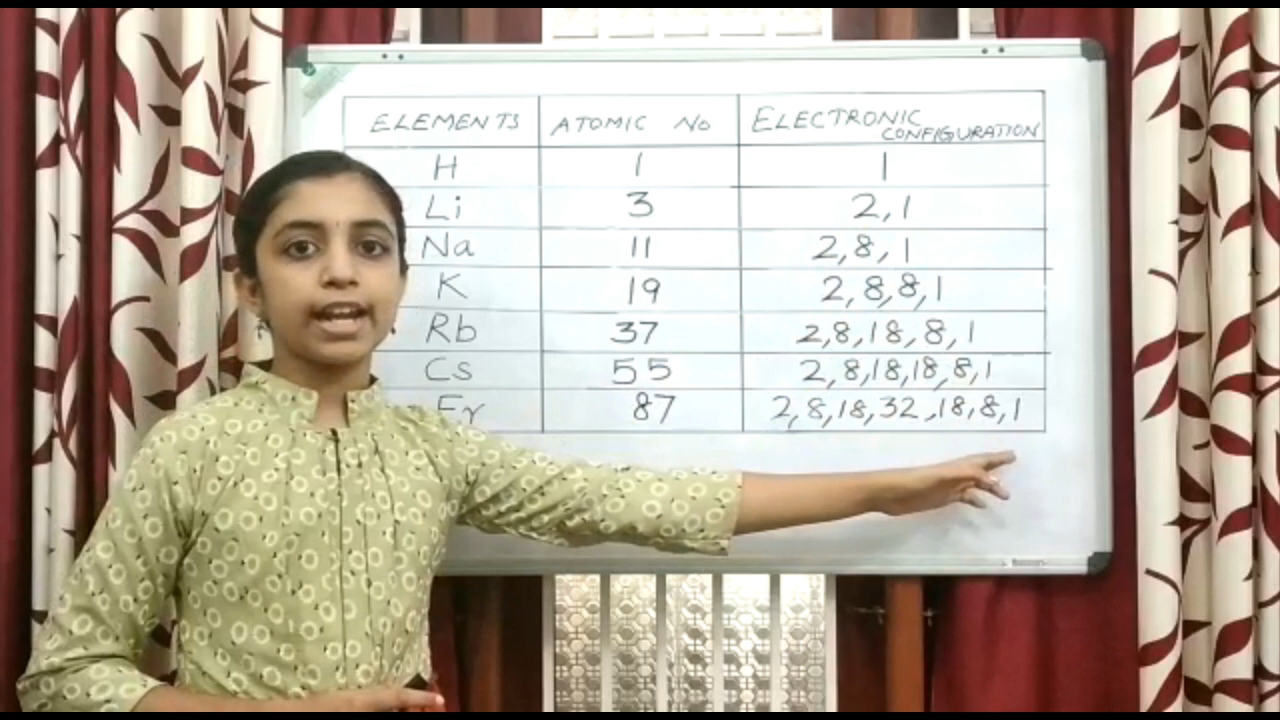 ELEMENTS ATOMIC No ELECTRONIC CONFIGURATION
H 1 1
Li 3 2,1
Na 11 2,8,1
K 19 2,8,8,1
Rb 37 2,8,18,8,1
Cs 55 2,8,18,18,8,1
Fr 87 2,8,18,32,18,8,1